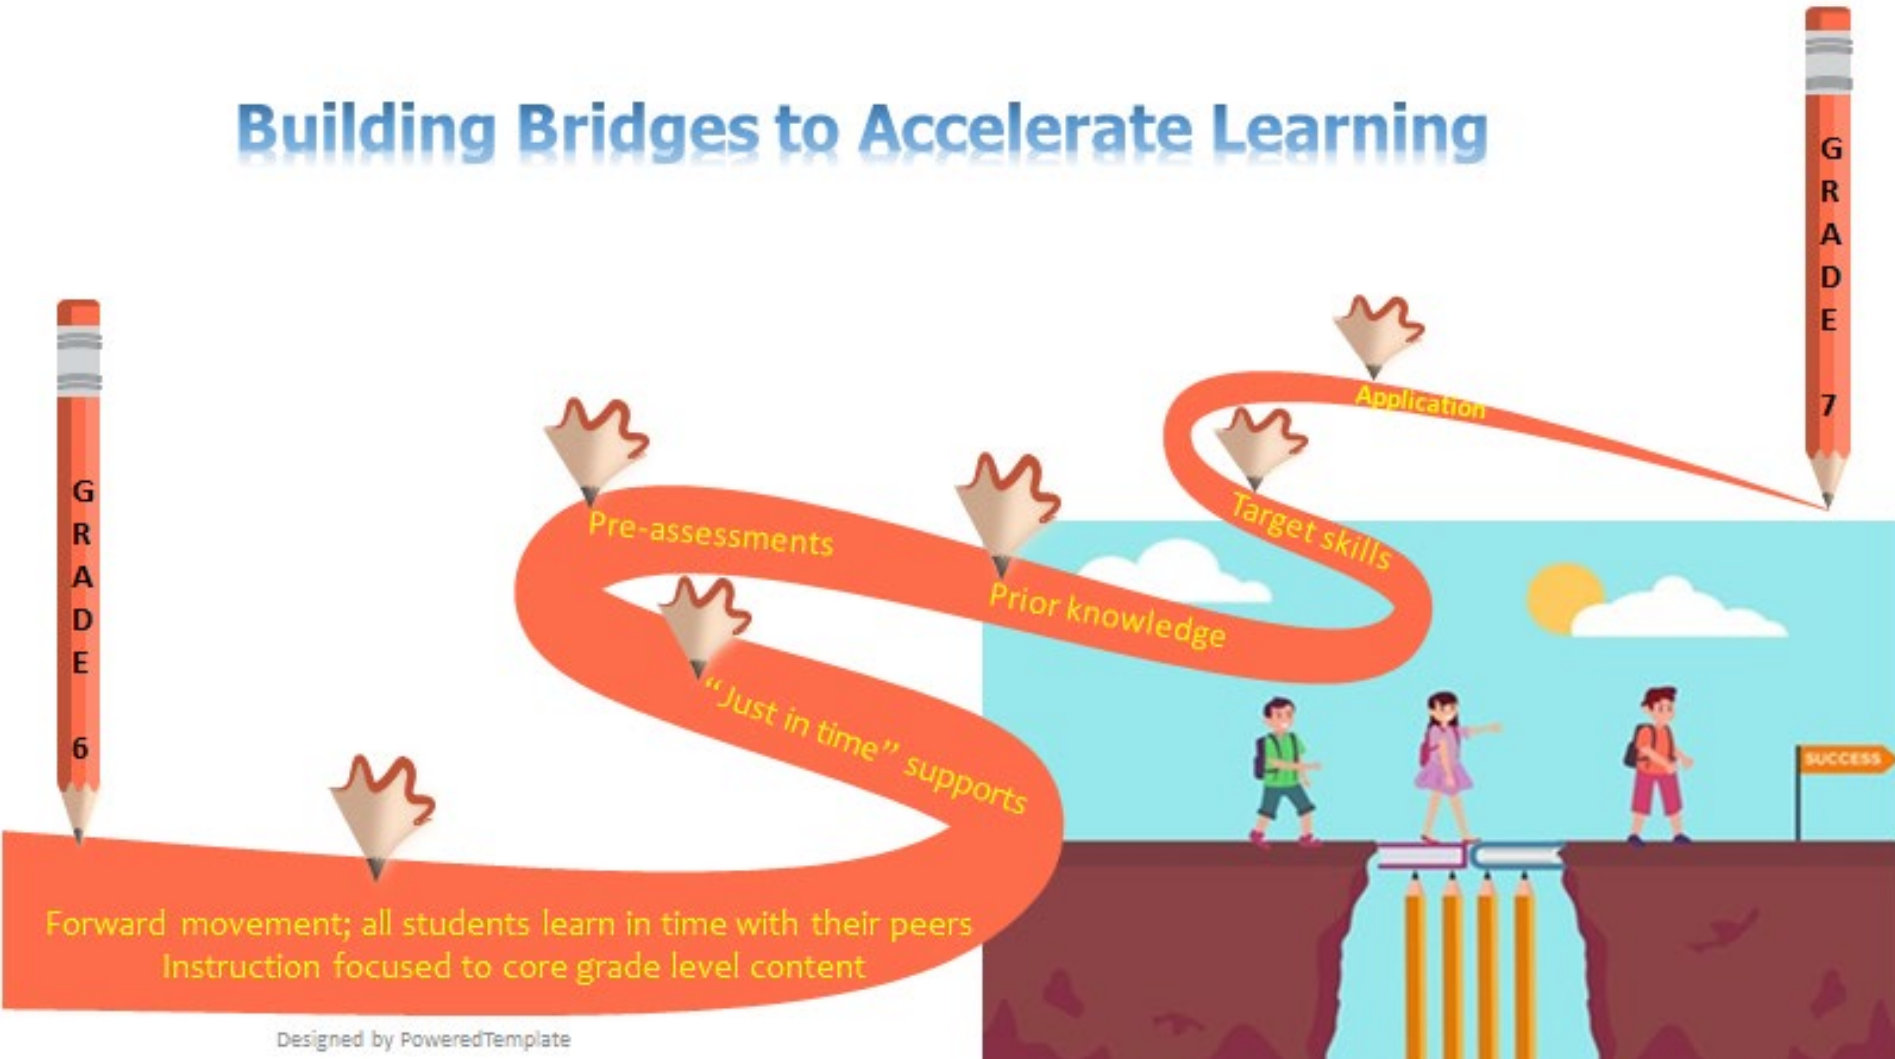 Building Bridges to Accelerate Learning
GRADE 7
GRADE 6
Application
Target skills
Pre-assessments
Prior knowledge
“Just in time” supports
SUCCESS
Forward movement; all students learn in time with their peers
Instruction focused to core grade level content
Designed by PoweredTemplate